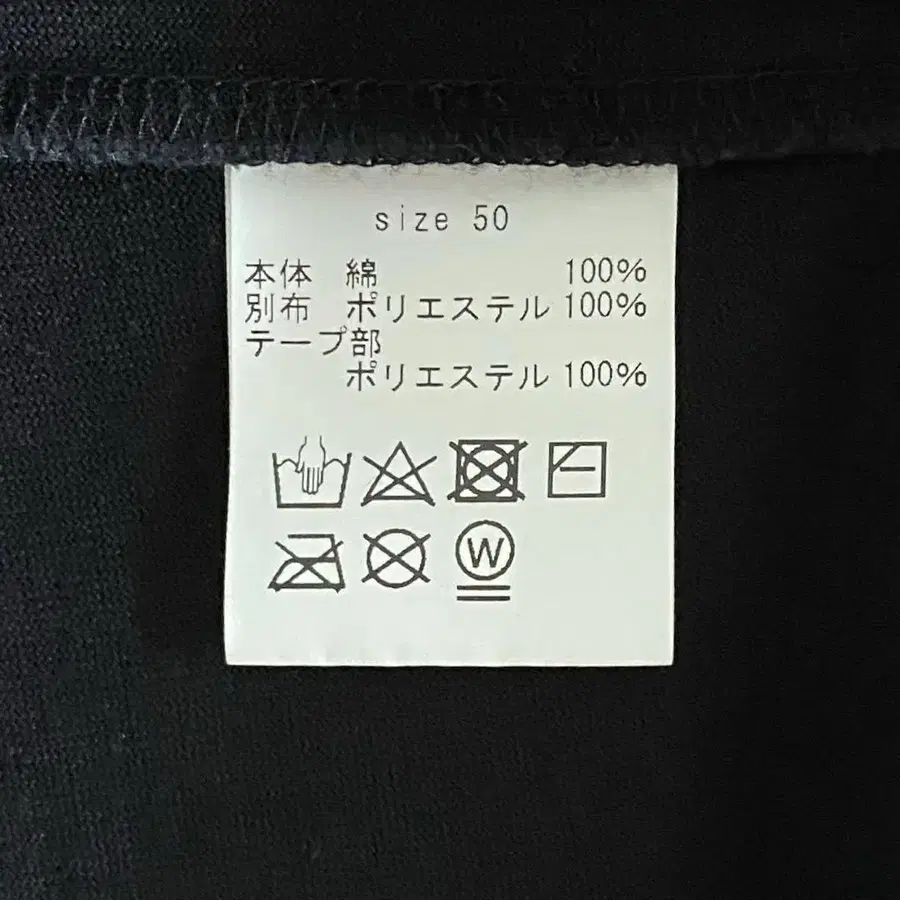 size 50
本体 綿 100%
別布 ポリエステル 100%
テープ部
ポリエステル 100%
W